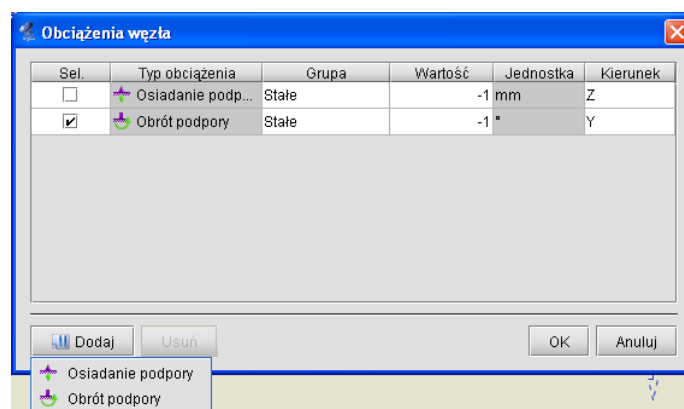 Obciążenia węzła
Sel. Typ obciążenia Grupa Wartość Jednostka Kierunek
Osiadanie podp... Stałe -1 mm Z
Obrót podpory Stałe -1 ° Y
Dodaj Usuń OK Anuluj
Osiadanie podpory
Obrót podpory